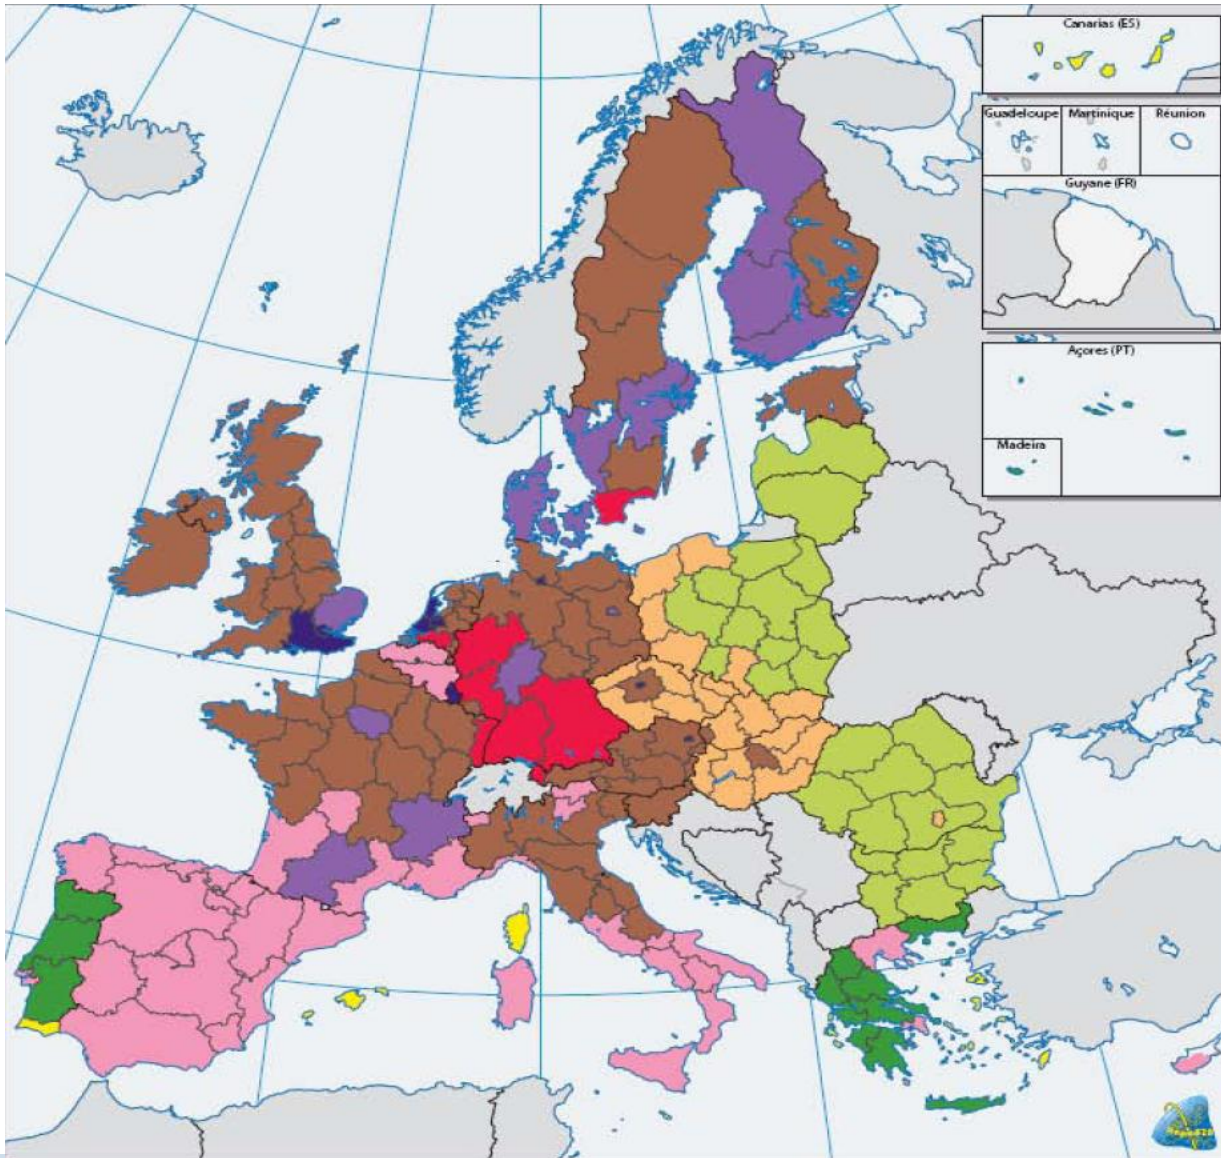 Canarias (ES)
Guadeloupe
Martinique
Réunion
Guyane (FR)
Açores (PT)
Madeira